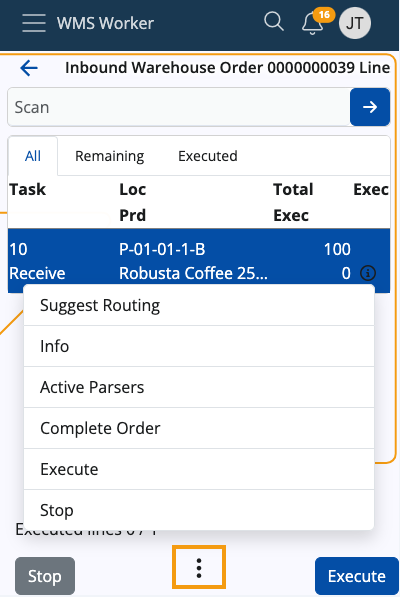 WMS Worker
16
JT
Inbound Warehouse Order 0000000039 Line
Scan
All Remaining Executed
Task Loc Total Exec
Prd Exec
10 P-01-01-1-B 100
Receive Robusta Coffee 25... 0
Suggest Routing
Info
Active Parsers
Complete Order
Execute
Stop
Executed lines 0 / 1
Stop Execute